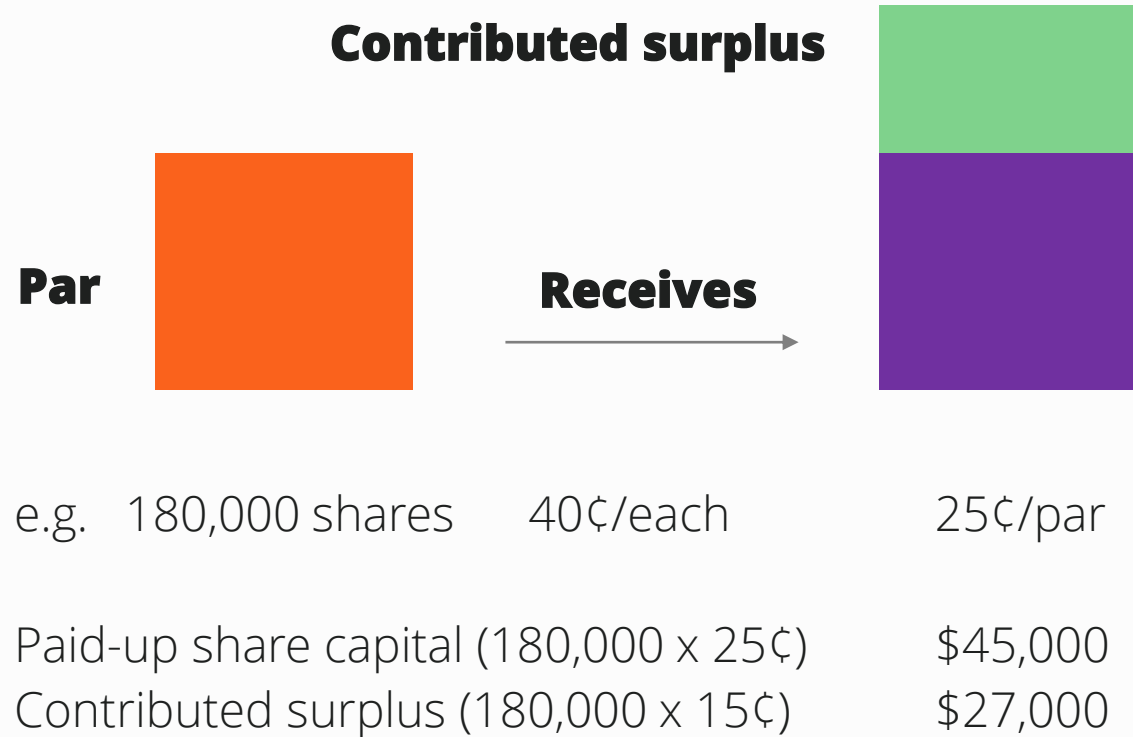 Contributed surplus
Par
Receives
e.g. 180,000 shares 40¢/each 25¢/par
Paid-up share capital (180,000 x 25¢) $45,000
Contributed surplus (180,000 x 15¢) $27,000